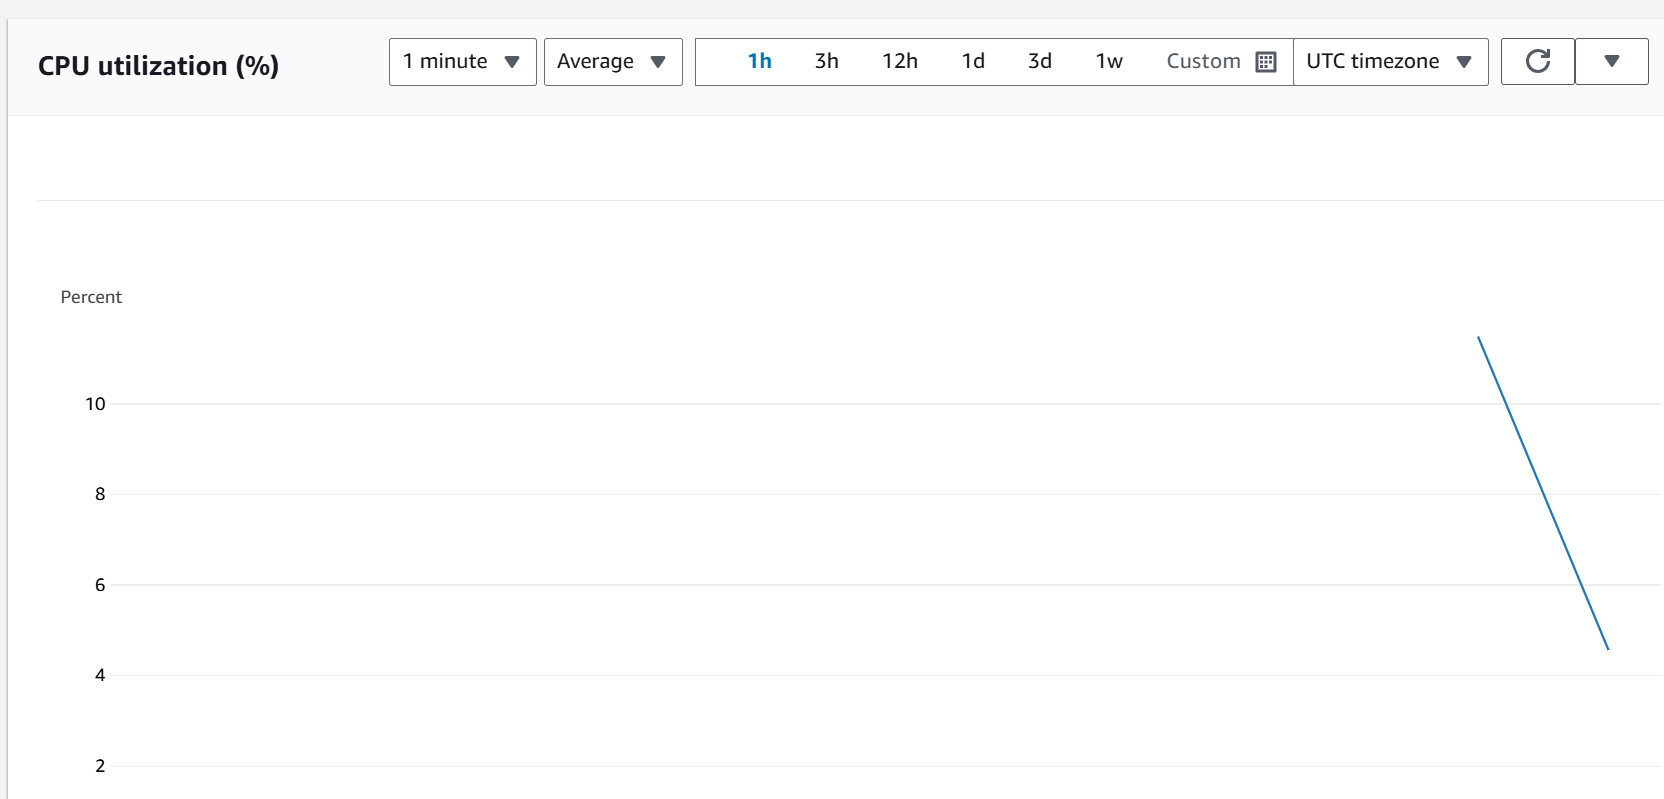 CPU utilization (%) 1 minute Average 1h 3h 12h 1d 3d 1w Custom UTC timezone
Percent
10
8
6
4
2